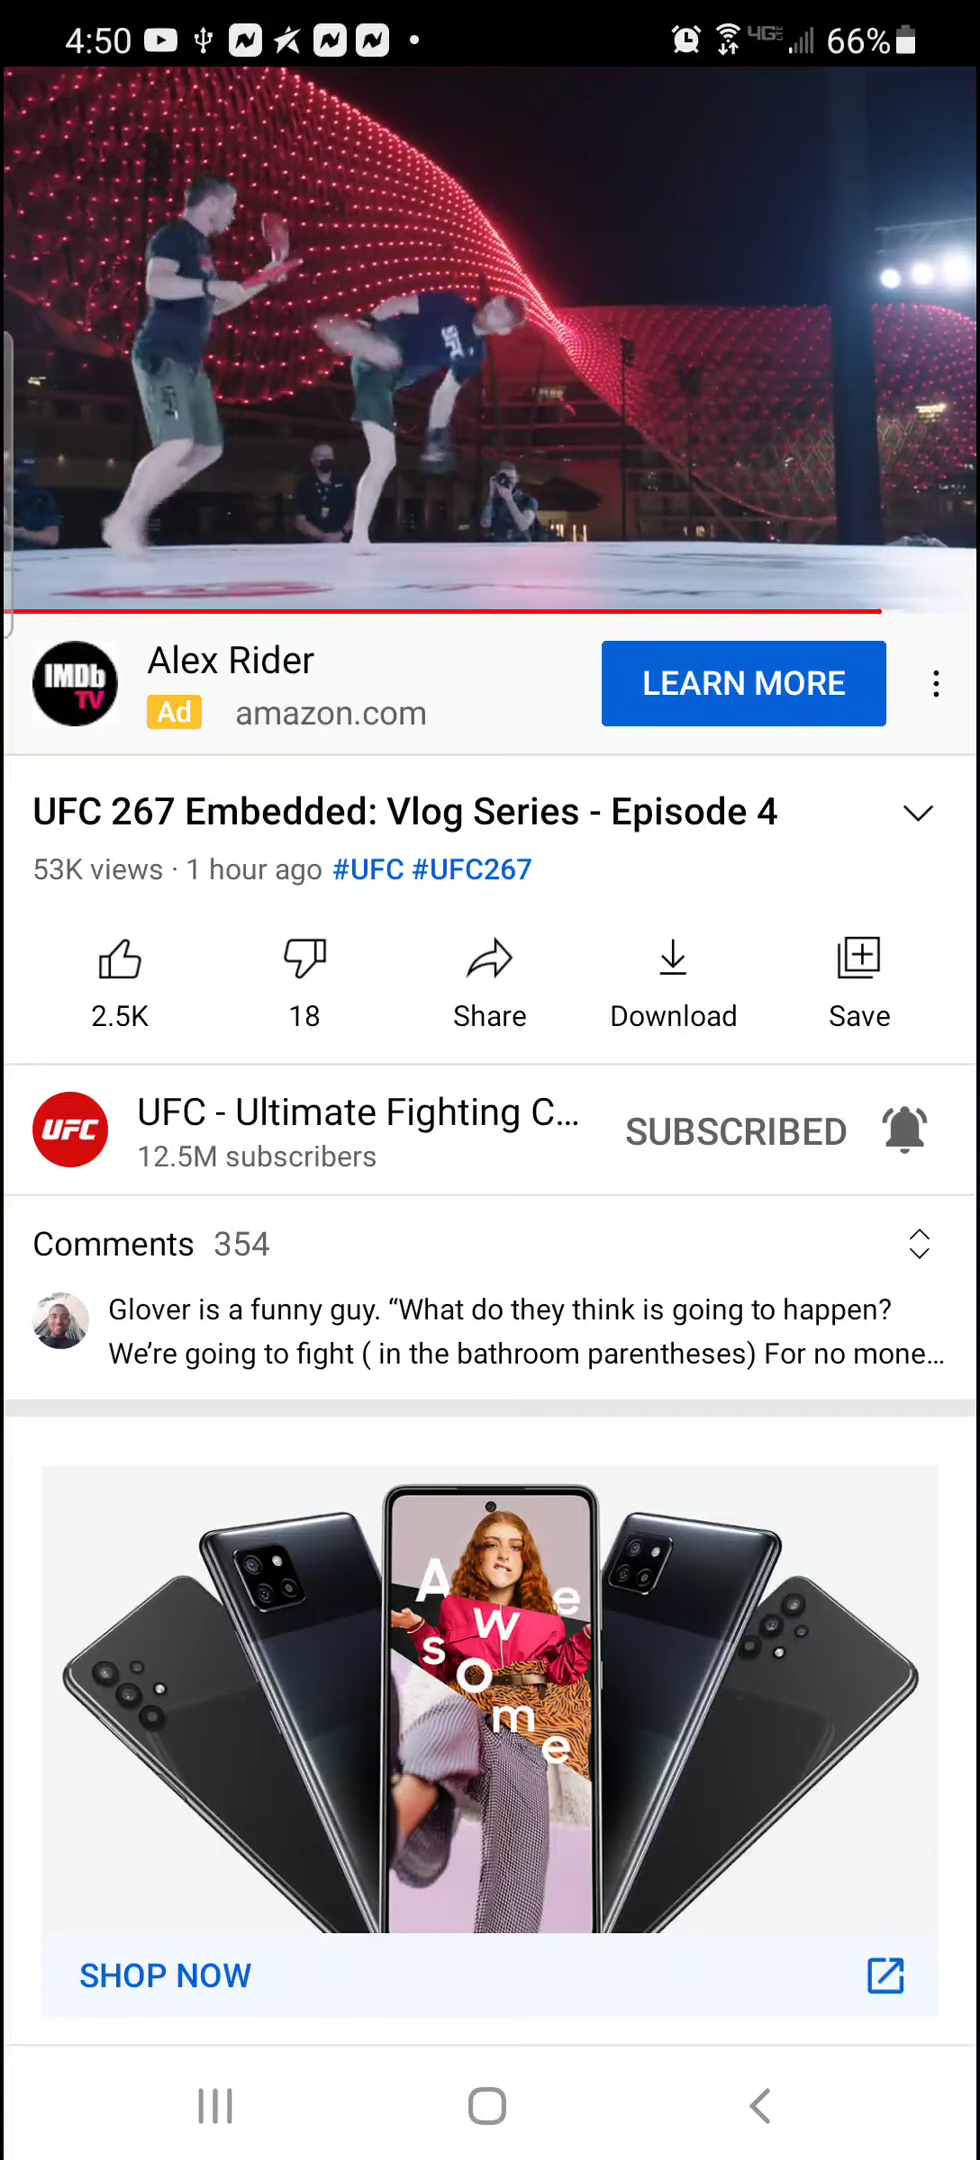 4:50 4G 66%
IMDb TV
Alex Rider
Ad amazon.com
LEARN MORE
UFC 267 Embedded: Vlog Series - Episode 4
53K views · 1 hour ago #UFC #UFC267
2.5K 18 Share Download Save
UFC
UFC - Ultimate Fighting C...
12.5M subscribers
SUBSCRIBED
Comments 354
Glover is a funny guy. “What do they think is going to happen?
We’re going to fight ( in the bathroom parentheses) For no mone...
Awesome
SHOP NOW